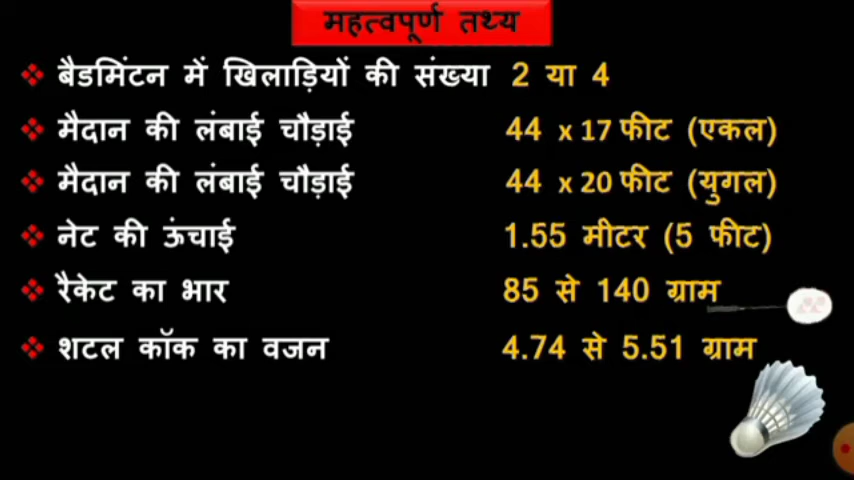 महत्वपूर्ण तथ्य
❖ बैडमिंटन में खिलाड़ियों की संख्या 2 या 4
❖ मैदान की लंबाई चौड़ाई 44 x 17 फीट (एकल)
❖ मैदान की लंबाई चौड़ाई 44 x 20 फीट (युगल)
❖ नेट की ऊंचाई 1.55 मीटर (5 फीट)
❖ रैकेट का भार 85 से 140 ग्राम
❖ शटल कॉक का वजन 4.74 से 5.51 ग्राम